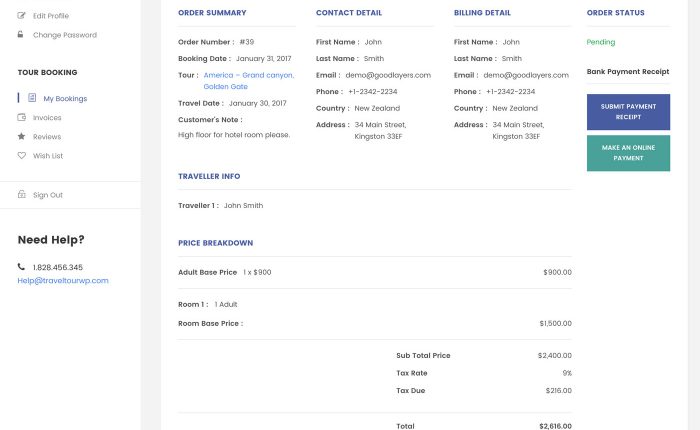 Edit Profile
Change Password
TOUR BOOKING
My Bookings
Invoices
Reviews
Wish List
Sign Out
Need Help?
1.828.456.345
Help@traveltourwp.com
ORDER SUMMARY
Order Number : #39
Booking Date : January 31, 2017
Tour : America – Grand canyon,
Golden Gate
Travel Date : January 30, 2017
Customer's Note :
High floor for hotel room please.
CONTACT DETAIL
First Name : John
Last Name : Smith
Email : demo@goodlayers.com
Phone : +1-2342-2234
Country : New Zealand
Address : 34 Main Street,
Kingston 33EF
BILLING DETAIL
First Name : John
Last Name : Smith
Email : demo@goodlayers.com
Phone : +1-2342-2234
Country : New Zealand
Address : 34 Main Street,
Kingston 33EF
ORDER STATUS
Pending
Bank Payment Receipt
SUBMIT PAYMENT
RECEIPT
MAKE AN ONLINE
PAYMENT
TRAVELLER INFO
Traveller 1 : John Smith
PRICE BREAKDOWN
Adult Base Price 1 x $900 $900.00
Room 1 : 1 Adult
Room Base Price : $1,500.00
Sub Total Price $2,400.00
Tax Rate 9%
Tax Due $216.00
Total $2,616.00